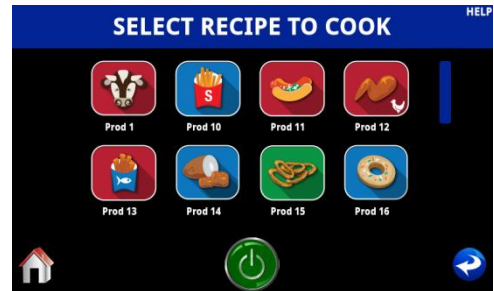 HELP
SELECT RECIPE TO COOK
S
Prod 1 Prod 10 Prod 11 Prod 12
Prod 13 Prod 14 Prod 15 Prod 16